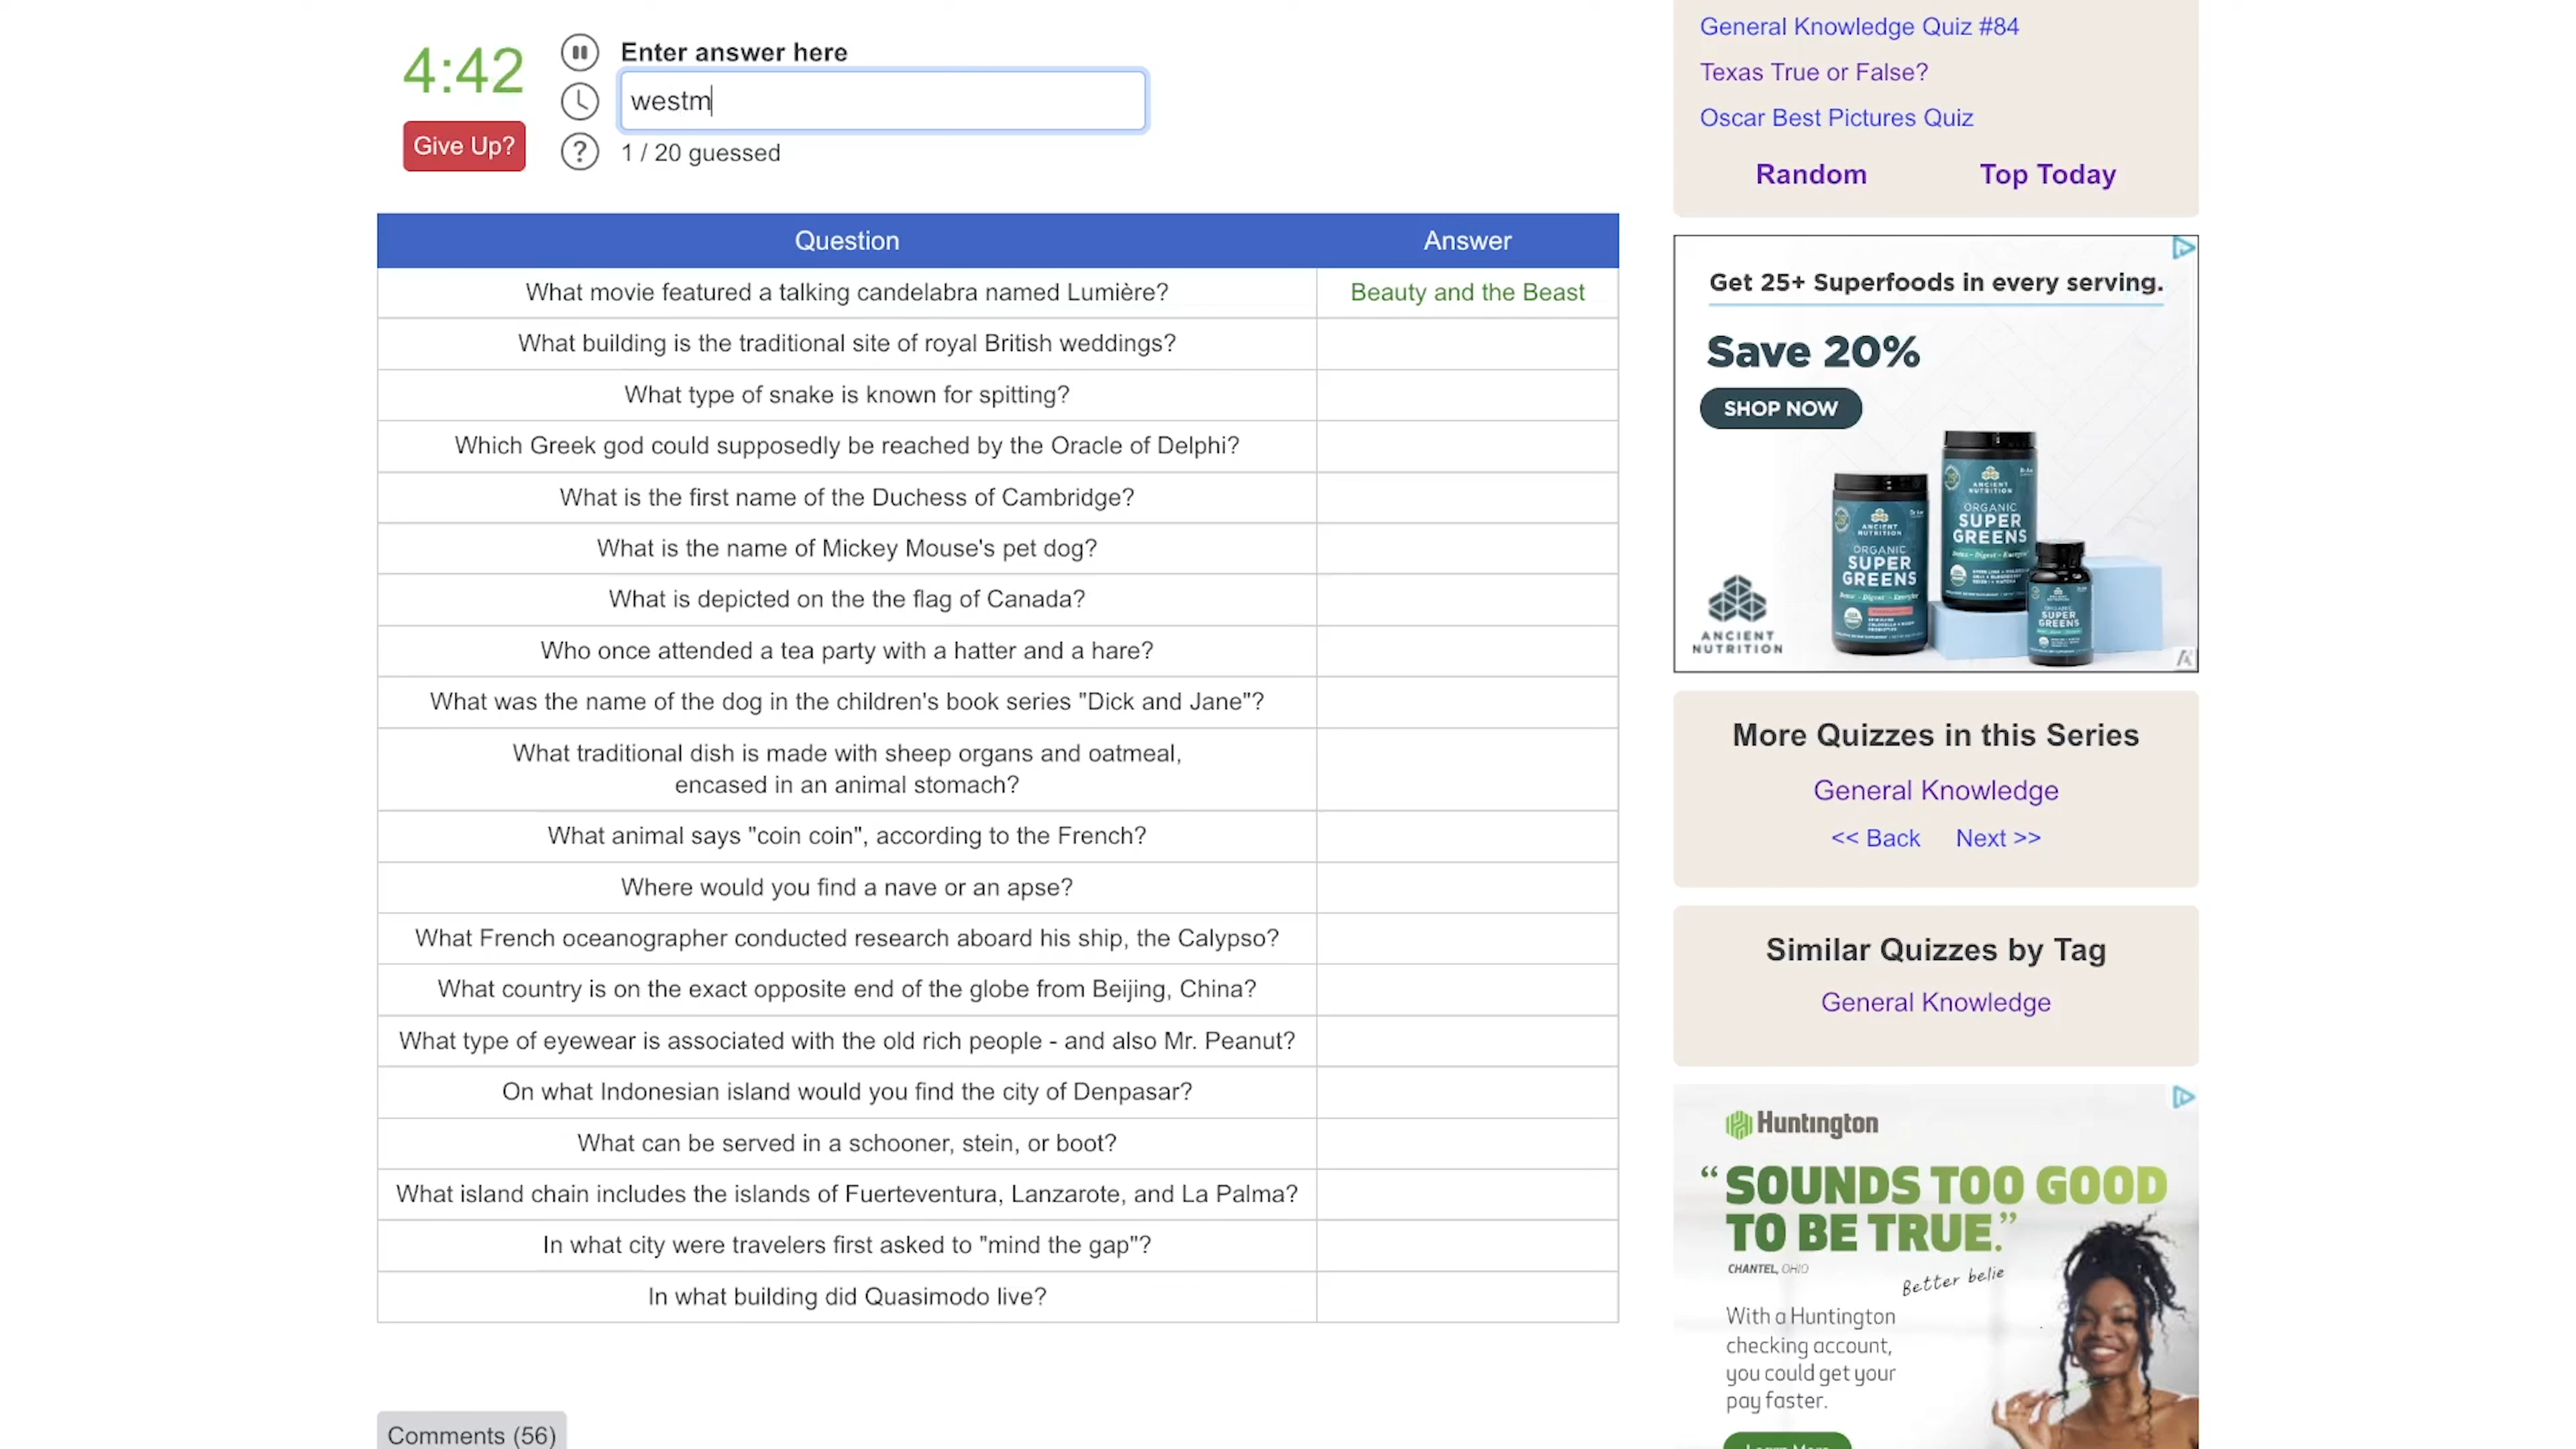 4:42
Give Up?
Enter answer here
westm
1 / 20 guessed
Question Answer
What movie featured a talking candelabra named Lumière? Beauty and the Beast
What building is the traditional site of royal British weddings?
What type of snake is known for spitting?
Which Greek god could supposedly be reached by the Oracle of Delphi?
What is the first name of the Duchess of Cambridge?
What is the name of Mickey Mouse's pet dog?
What is depicted on the the flag of Canada?
Who once attended a tea party with a hatter and a hare?
What was the name of the dog in the children's book series "Dick and Jane"?
What traditional dish is made with sheep organs and oatmeal,
encased in an animal stomach?
What animal says "coin coin", according to the French?
Where would you find a nave or an apse?
What French oceanographer conducted research aboard his ship, the Calypso?
What country is on the exact opposite end of the globe from Beijing, China?
What type of eyewear is associated with the old rich people - and also Mr. Peanut?
On what Indonesian island would you find the city of Denpasar?
What can be served in a schooner, stein, or boot?
What island chain includes the islands of Fuerteventura, Lanzarote, and La Palma?
In what city were travelers first asked to "mind the gap"?
In what building did Quasimodo live?
Comments (56)
General Knowledge Quiz #84
Texas True or False?
Oscar Best Pictures Quiz
Random Top Today
Get 25+ Superfoods in every serving.
Save 20%
SHOP NOW
ANCIENT
NUTRITION
ORGANIC
SUPER
GREENS
ANCIENT
NUTRITION
ORGANIC
SUPER
GREENS
SUPER
GREENS
ANCIENT
NUTRITION
More Quizzes in this Series
General Knowledge
<< Back Next >>
Similar Quizzes by Tag
General Knowledge
Huntington
“SOUNDS TOO GOOD
TO BE TRUE.”
CHANTEL, OHIO
Better belie
With a Huntington
checking account,
you could get your
pay faster.
Learn More